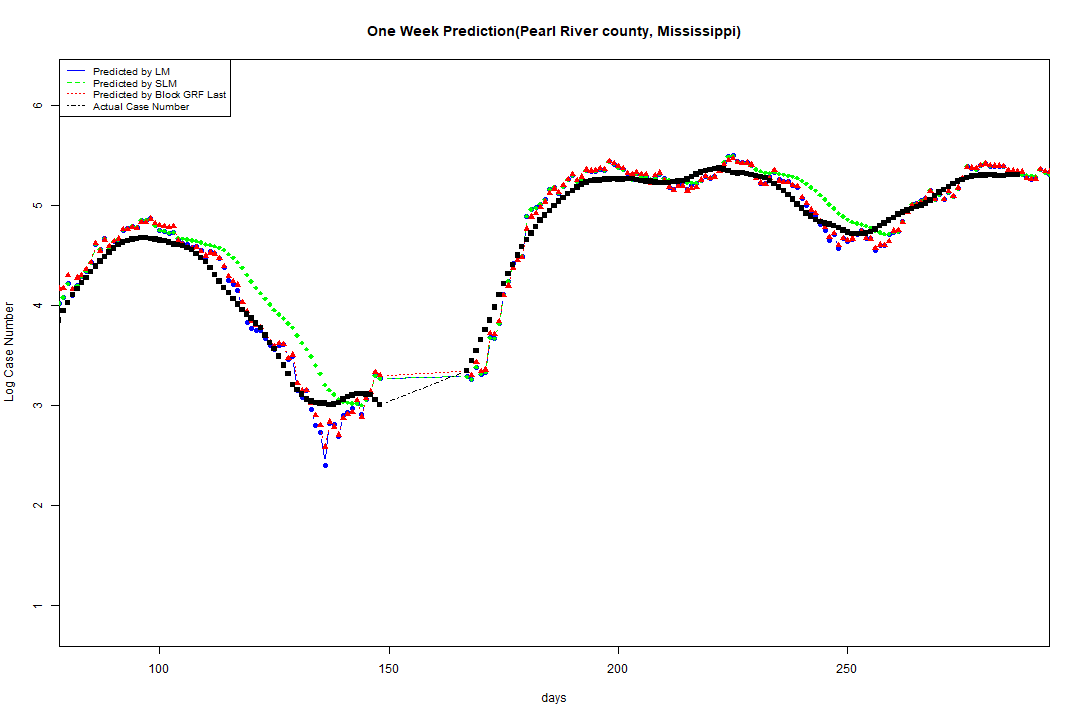 One Week Prediction(Pearl River county, Mississippi)
Predicted by LM
Predicted by SLM
Predicted by Block GRF Last
Actual Case Number
Log Case Number
6
5
4
3
2
1
100 150 200 250
days